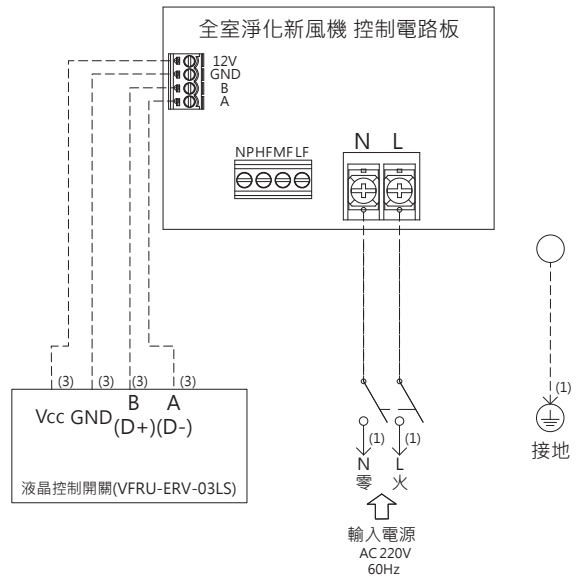 全室淨化新風機 控制電路板
12V
GND
B
A
NPHFMFLF
N L
(3) (3) (3) (3)
Vcc GND B A
(D+)(D-)
液晶控制開關(VFRU-ERV-03LS)
(1) (1)
N L
零 火
輸入電源
AC 220V
60Hz
(1)
接地